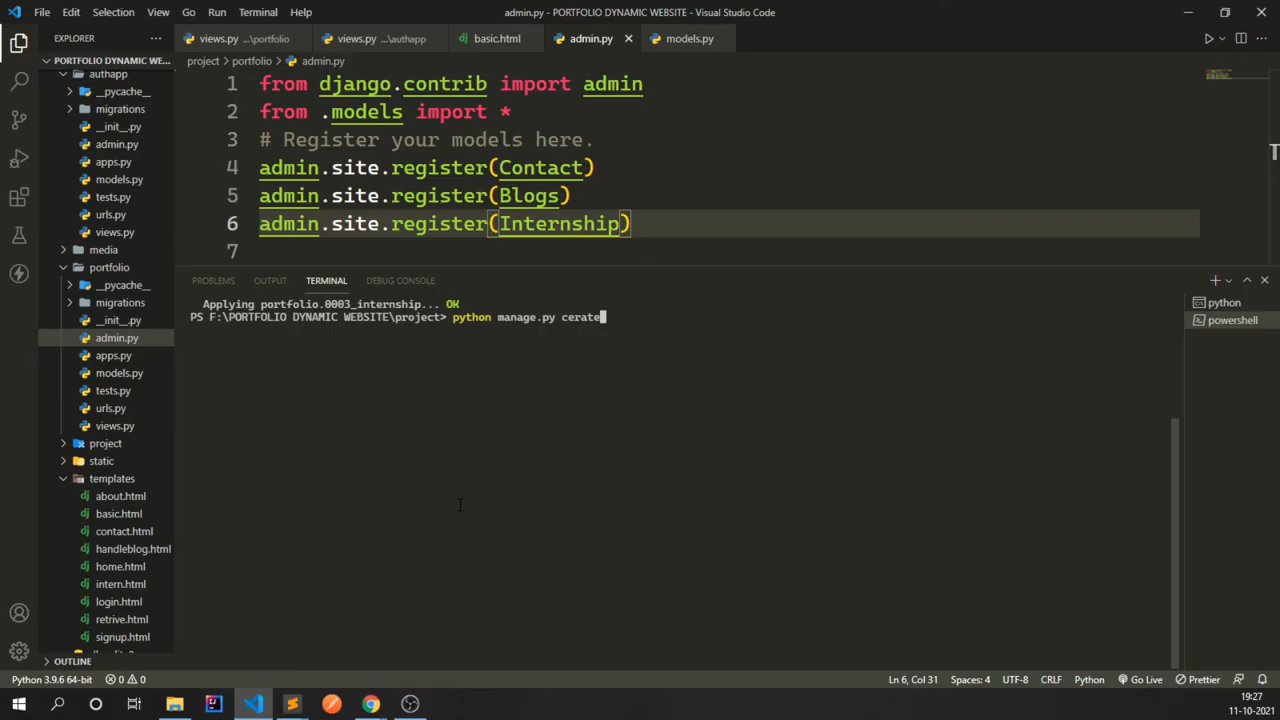 File Edit Selection View Go Run Terminal Help
admin.py - PORTFOLIO DYNAMIC WEBSITE - Visual Studio Code
EXPLORER
views.py ...\portfolio
views.py ...\authapp
basic.html
admin.py
models.py
PORTFOLIO DYNAMIC WE...
project > portfolio > admin.py
authapp
__pycache__
migrations
__init__.py
admin.py
apps.py
models.py
tests.py
urls.py
views.py
media
portfolio
__pycache__
migrations
__init__.py
admin.py
apps.py
models.py
tests.py
urls.py
views.py
project
static
templates
about.html
basic.html
contact.html
handleblog.html
home.html
intern.html
login.html
retrive.html
signup.html
OUTLINE
1 from django.contrib import admin
2 from .models import *
3 # Register your models here.
4 admin.site.register(Contact)
5 admin.site.register(Blogs)
6 admin.site.register(Internship)
7
PROBLEMS OUTPUT TERMINAL DEBUG CONSOLE
Applying portfolio.0003_internship... OK
PS F:\PORTFOLIO DYNAMIC WEBSITE\project> python manage.py cerate
python
powershell
Python 3.9.6 64-bit 0 0
Ln 6, Col 31 Spaces: 4 UTF-8 CRLF Python Go Live Prettier
19:27
11-10-2021